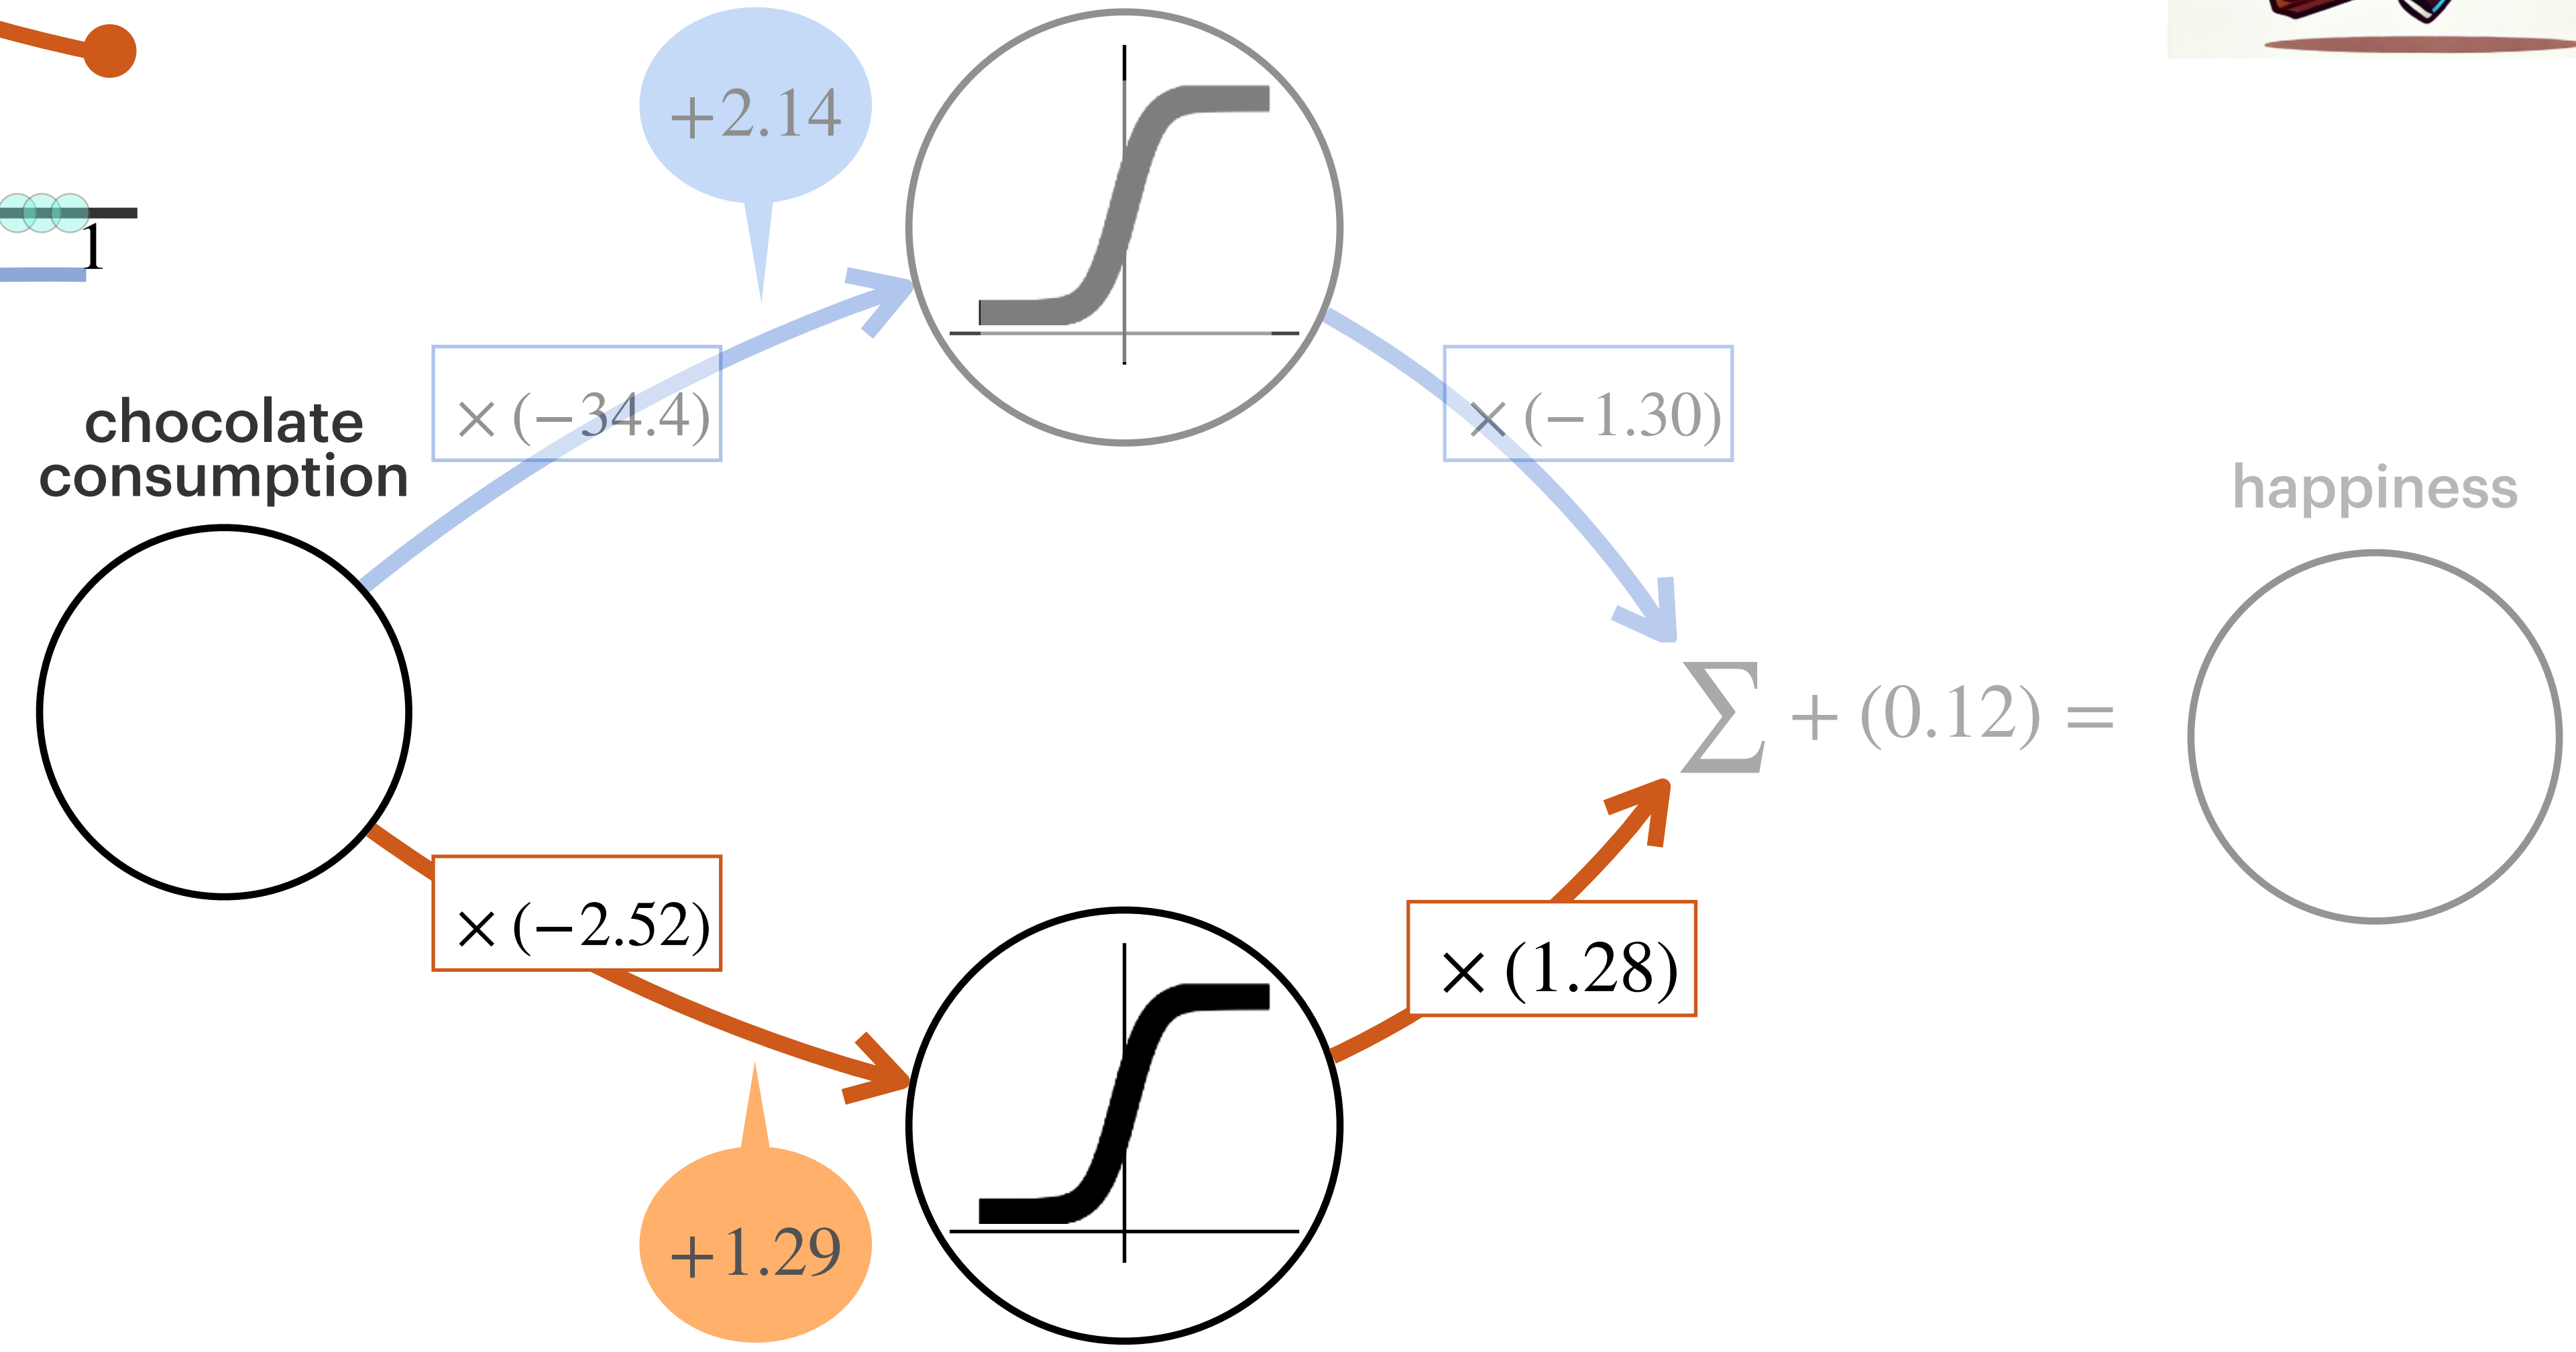 +2.14
1
× (−34.4)
× (−1.30)
chocolate
consumption
happiness
∑ + (0.12) =
× (−2.52)
× (1.28)
+1.29